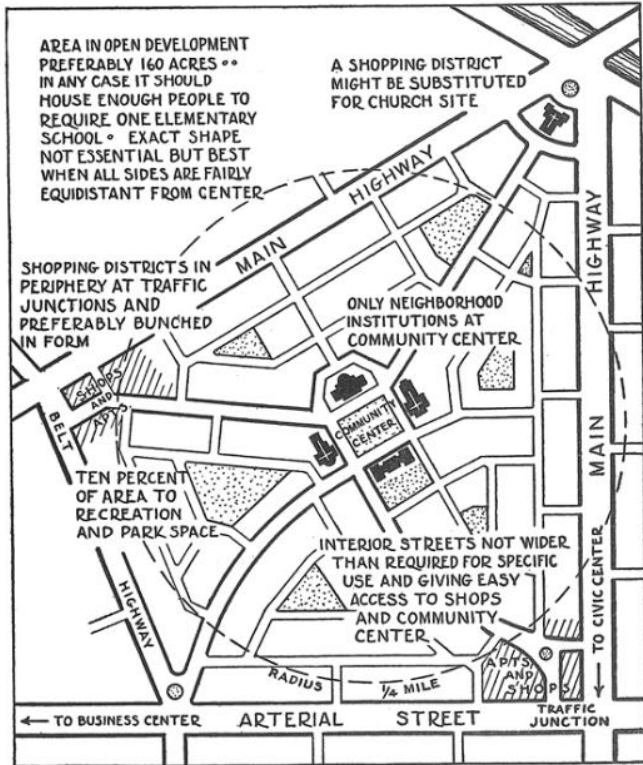 AREA IN OPEN DEVELOPMENT
PREFERABLY 160 ACRES • •
IN ANY CASE IT SHOULD
HOUSE ENOUGH PEOPLE TO
REQUIRE ONE ELEMENTARY
SCHOOL • EXACT SHAPE
NOT ESSENTIAL BUT BEST
WHEN ALL SIDES ARE FAIRLY
EQUIDISTANT FROM CENTER
A SHOPPING DISTRICT
MIGHT BE SUBSTITUTED
FOR CHURCH SITE
MAIN HIGHWAY
HIGHWAY
MAIN
SHOPPING DISTRICTS IN
PERIPHERY AT TRAFFIC
JUNCTIONS AND
PREFERABLY BUNCHED
IN FORM
ONLY NEIGHBORHOOD
INSTITUTIONS AT
COMMUNITY CENTER
SHOPS
AND
APTS.
BELT
HIGHWAY
COMMUNITY
CENTER
TEN PERCENT
OF AREA TO
RECREATION
AND PARK SPACE
INTERIOR STREETS NOT WIDER
THAN REQUIRED FOR SPECIFIC
USE AND GIVING EASY
ACCESS TO SHOPS
AND COMMUNITY
CENTER
TO CIVIC CENTER
RADIUS 1/4 MILE
APTS
AND
SHOPS
TRAFFIC
JUNCTION
TO BUSINESS CENTER
ARTERIAL STREET